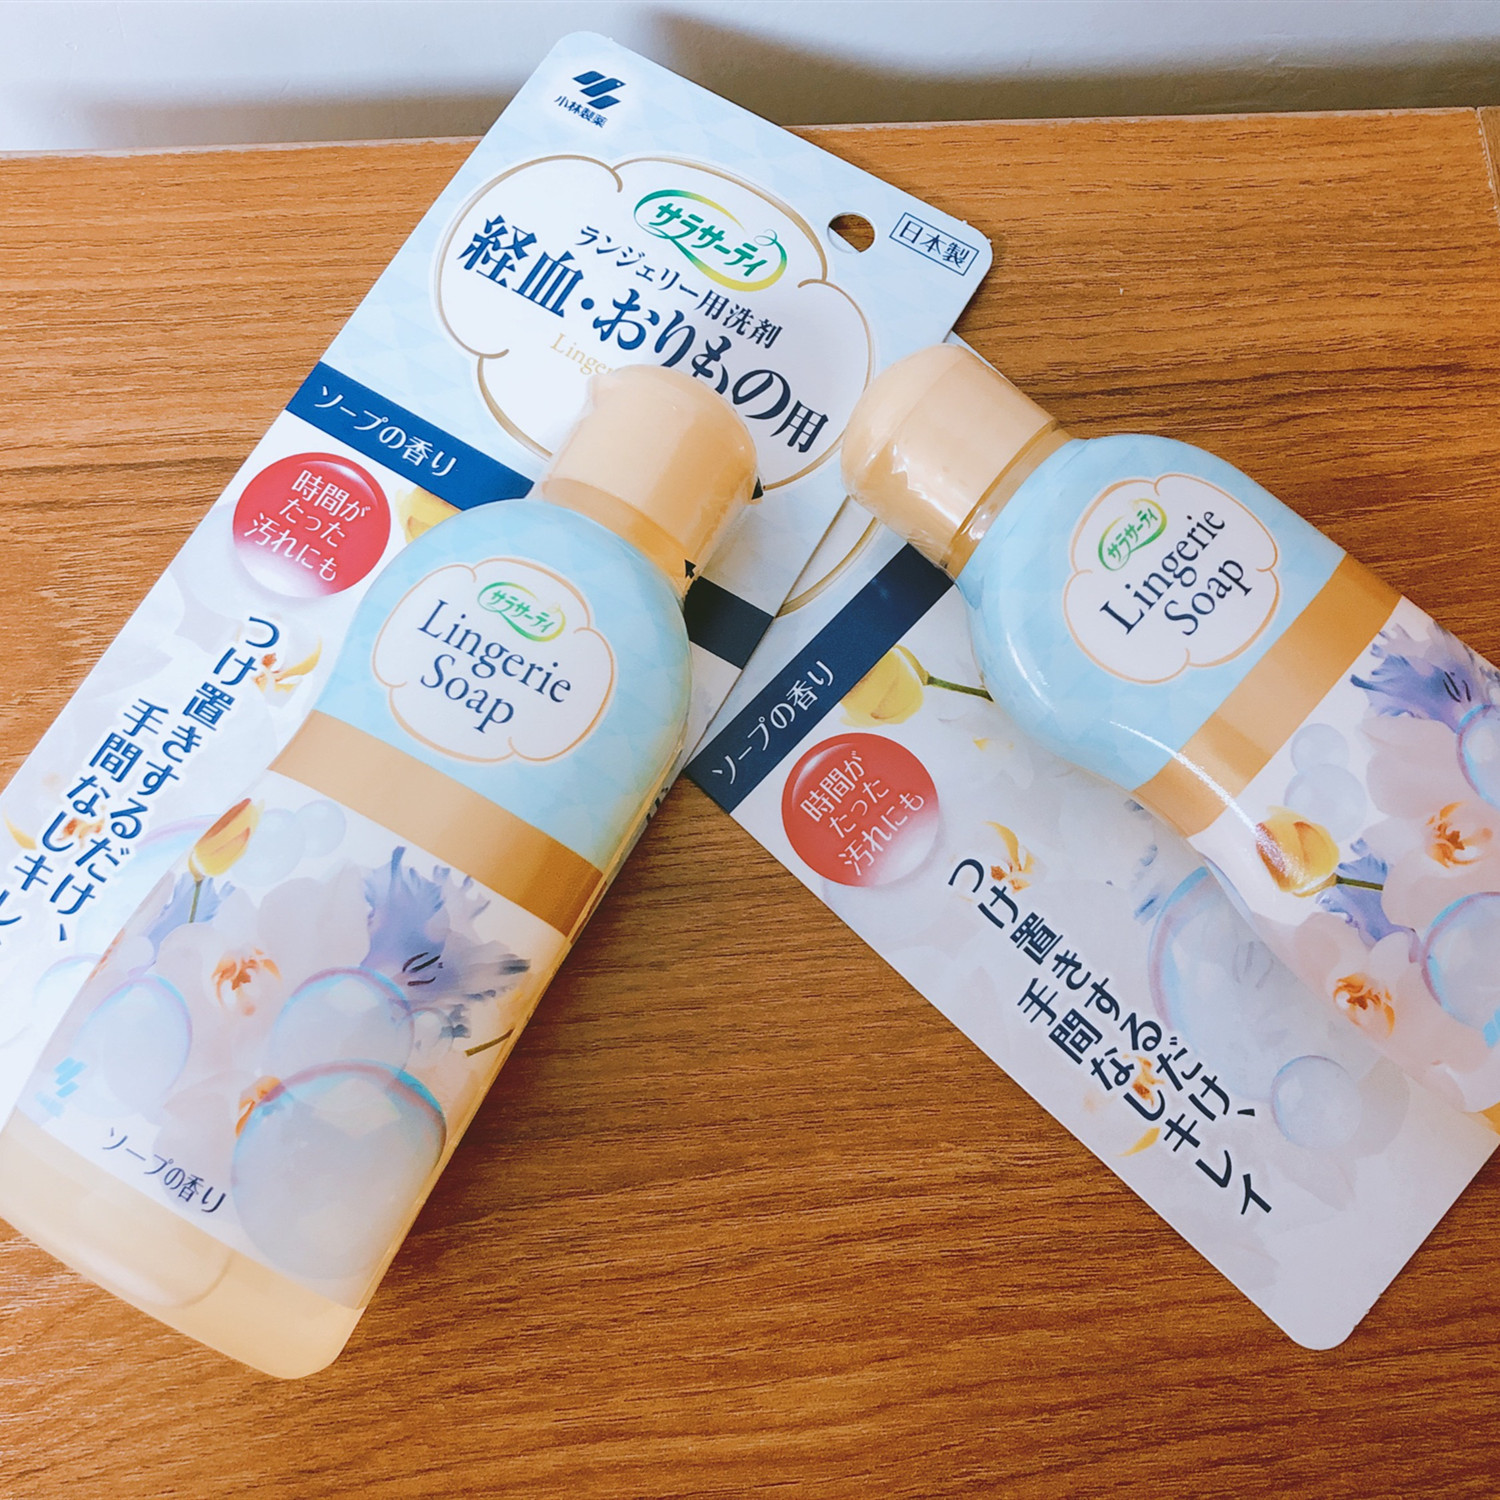 小林製薬
サラサーティ
日本製
ランジェリー用洗剤
経血・おりもの用
ソープの香り
時間が
たった
汚れにも
つけ置きするだけ、
手間なしキレ
サラサーティ
Lingerie
Soap
ソープの香り
サラサーティ
Lingerie
Soap
ソープの香り
時間が
たった
汚れにも
つけ置きするだけ、
手間なしキレイ